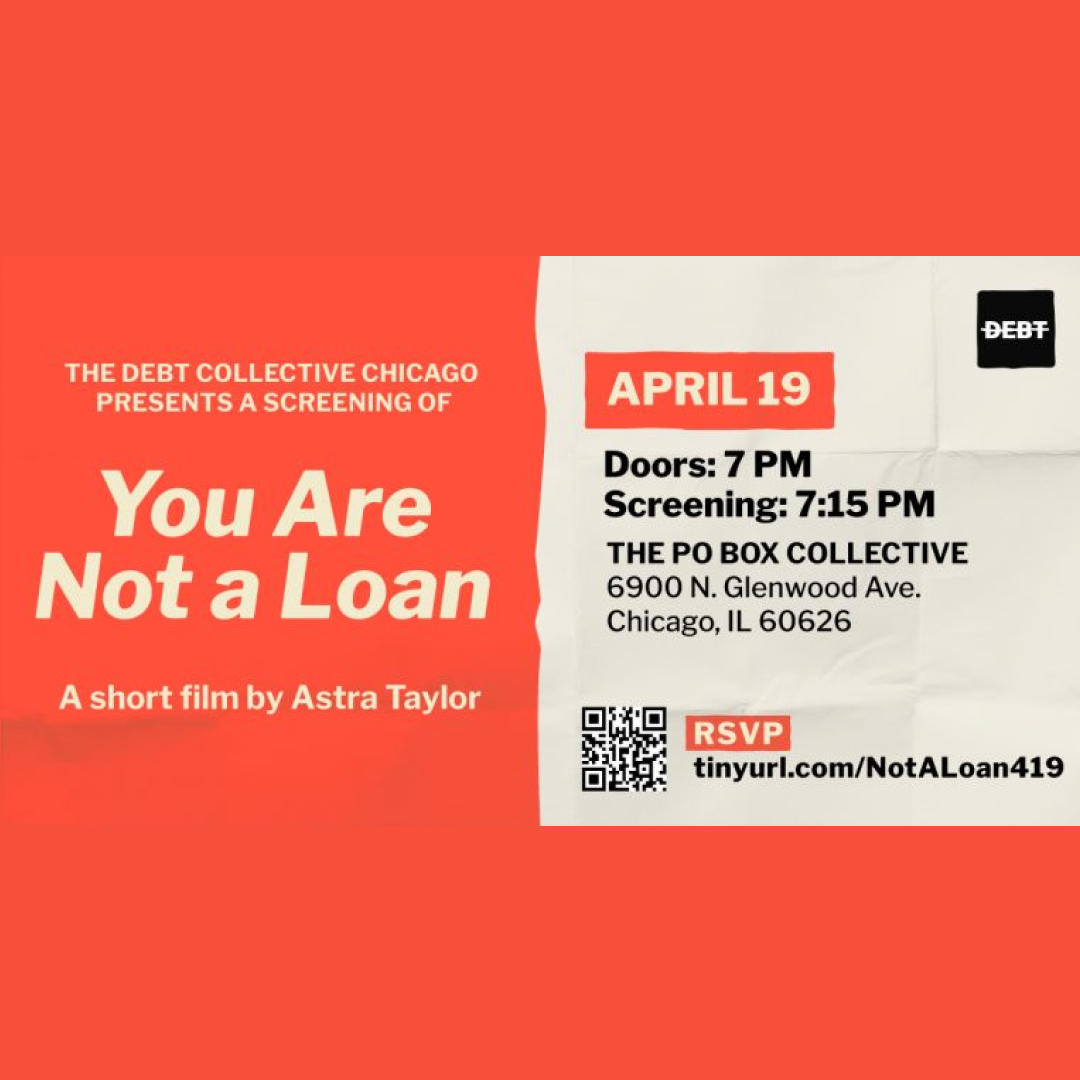 THE DEBT COLLECTIVE CHICAGO
PRESENTS A SCREENING OF
You Are
Not a Loan
A short film by Astra Taylor
DEBT
APRIL 19
Doors: 7 PM
Screening: 7:15 PM
THE PO BOX COLLECTIVE
6900 N. Glenwood Ave.
Chicago, IL 60626
RSVP
tinyurl.com/NotALoan419